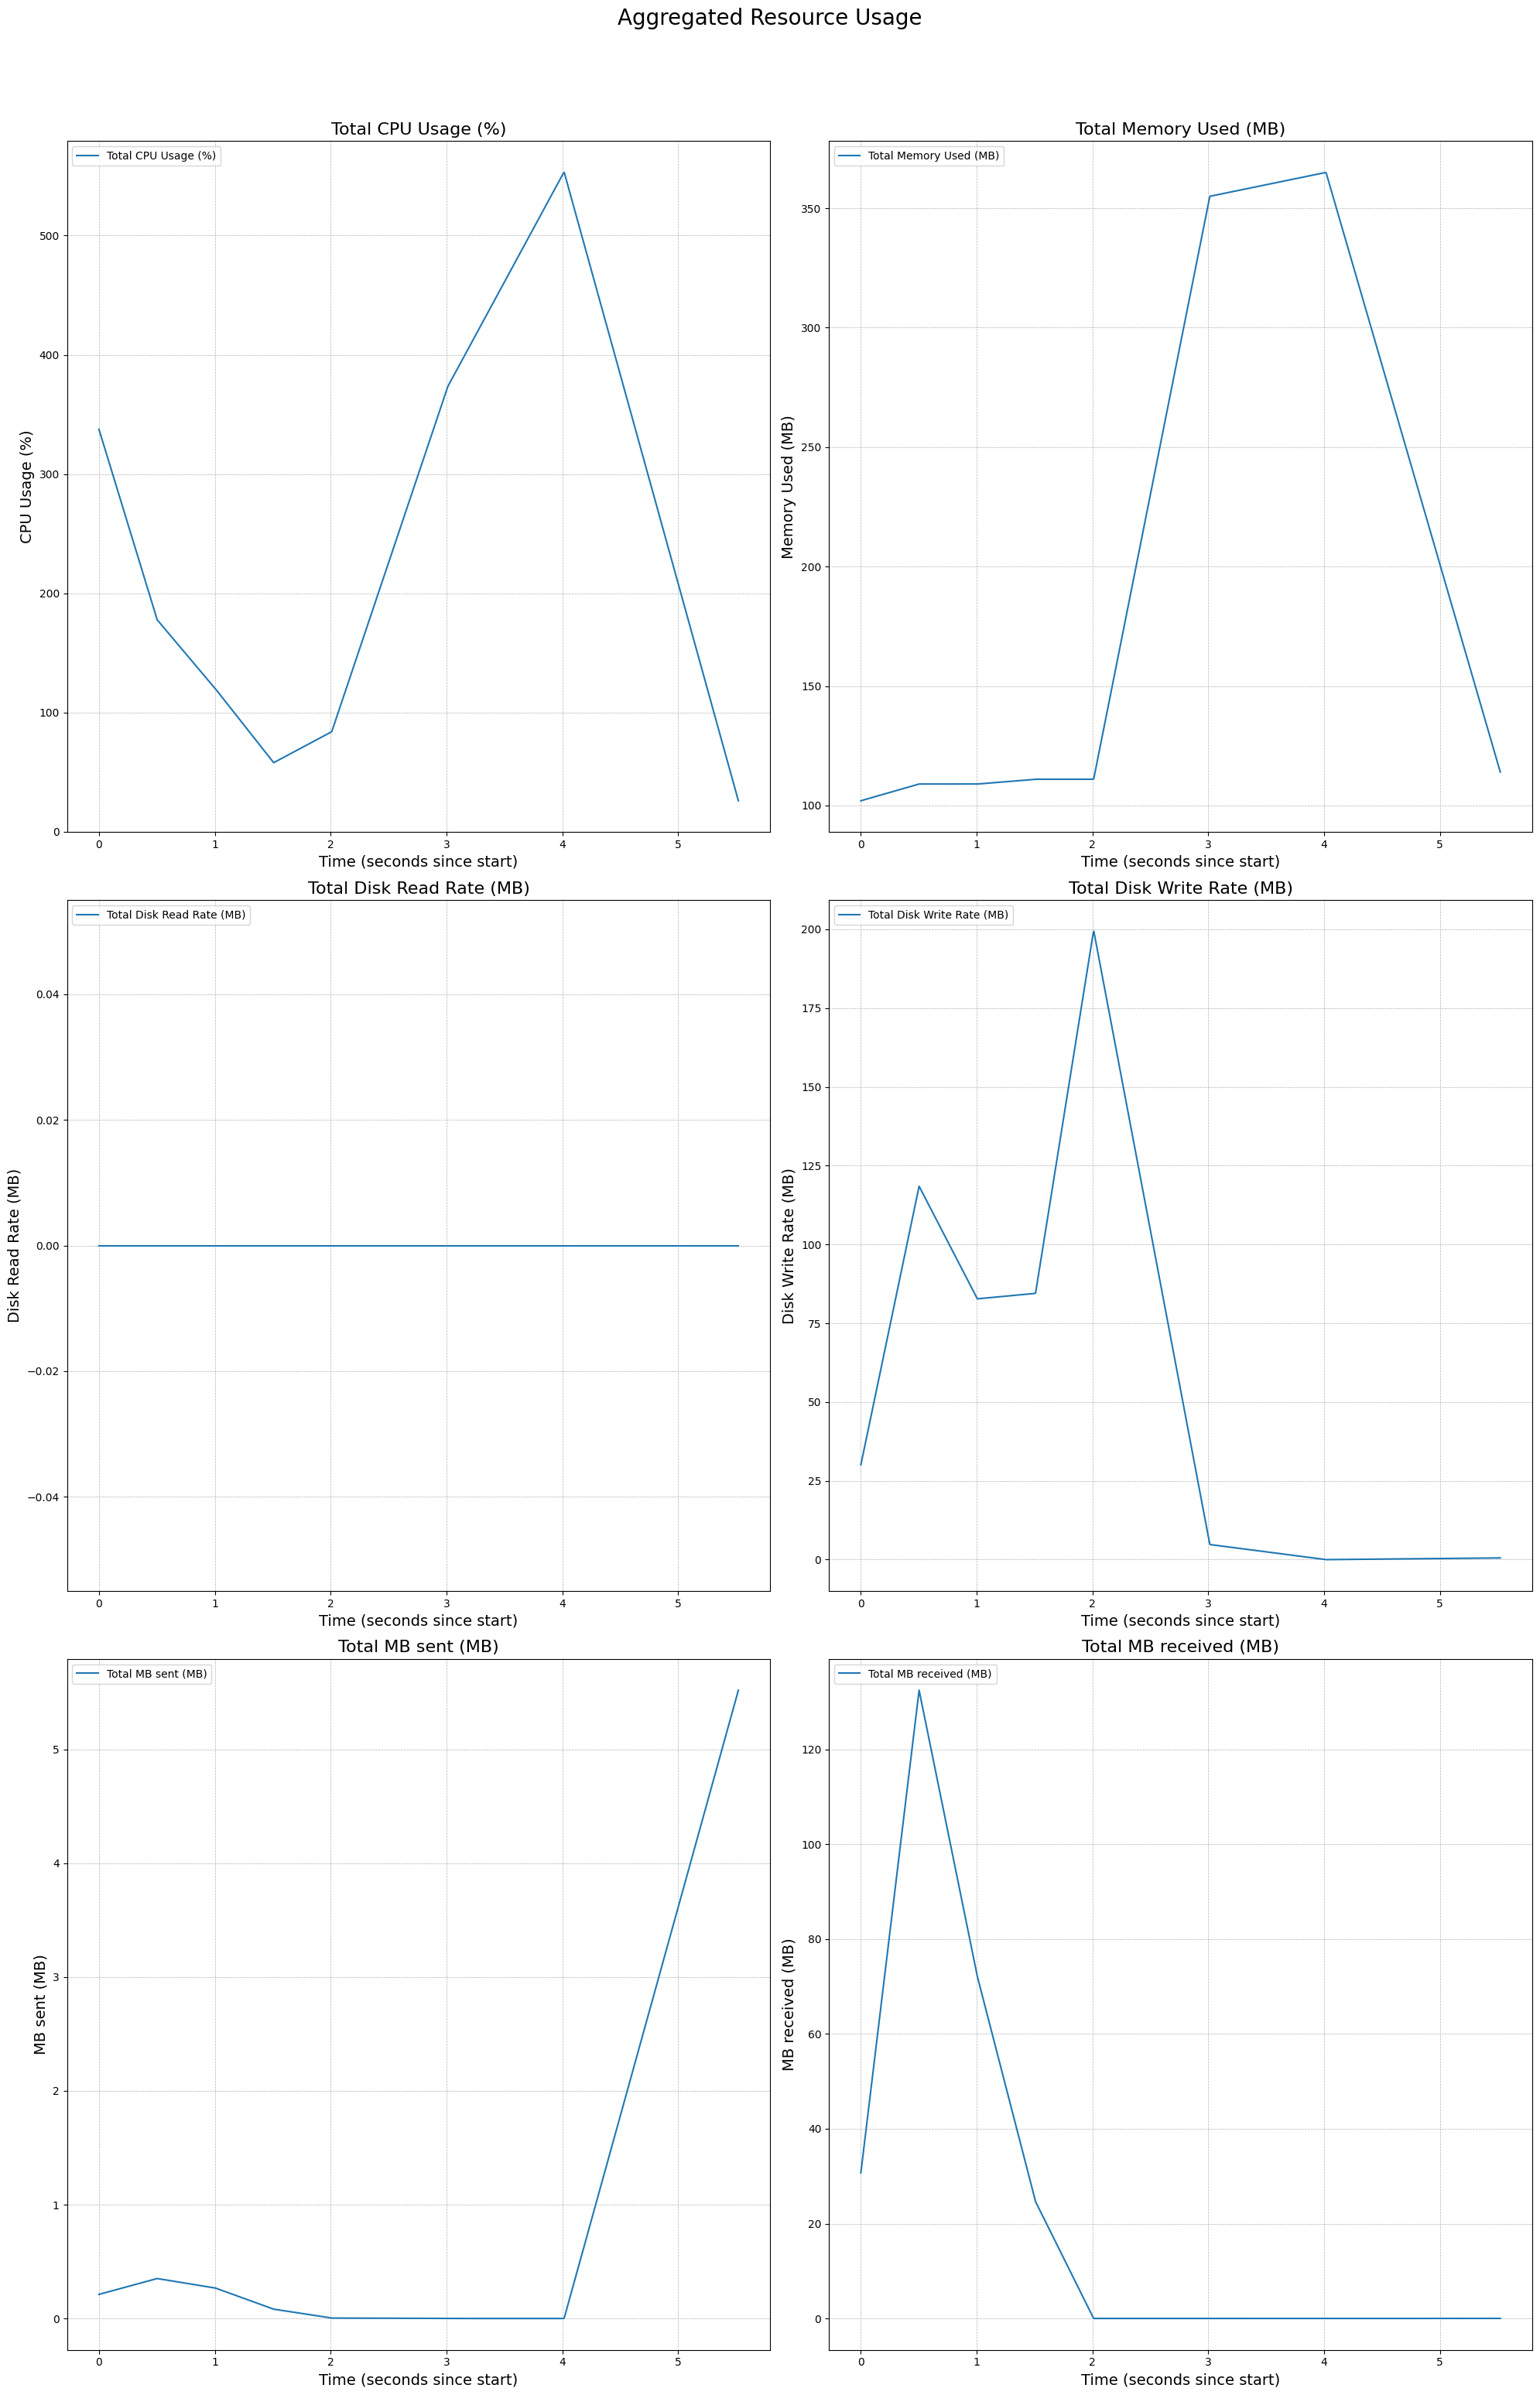 Aggregated Resource Usage
Total CPU Usage (%)
Total CPU Usage (%)
CPU Usage (%)
500
400
300
200
100
0
0 1 2 3 4 5
Time (seconds since start)
Total Memory Used (MB)
Total Memory Used (MB)
Memory Used (MB)
350
300
250
200
150
100
0 1 2 3 4 5
Time (seconds since start)
Total Disk Read Rate (MB)
Total Disk Read Rate (MB)
Disk Read Rate (MB)
0.04
0.02
0.00
−0.02
−0.04
0 1 2 3 4 5
Time (seconds since start)
Total Disk Write Rate (MB)
Total Disk Write Rate (MB)
Disk Write Rate (MB)
200
175
150
125
100
75
50
25
0
0 1 2 3 4 5
Time (seconds since start)
Total MB sent (MB)
Total MB sent (MB)
MB sent (MB)
5
4
3
2
1
0
0 1 2 3 4 5
Time (seconds since start)
Total MB received (MB)
Total MB received (MB)
MB received (MB)
120
100
80
60
40
20
0
0 1 2 3 4 5
Time (seconds since start)